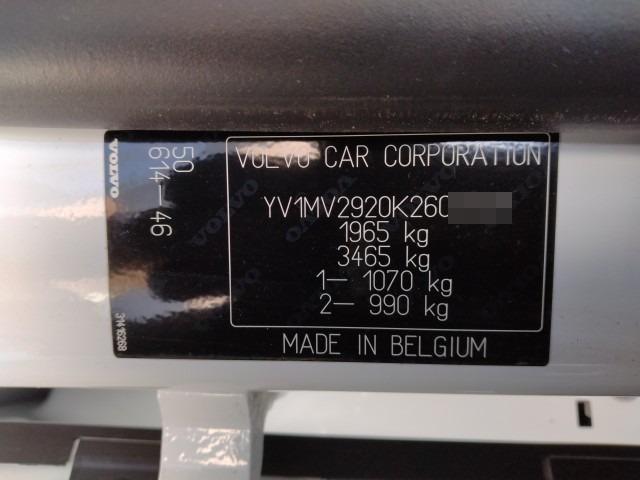 VOLVO CAR CORPORATION
YV1MV2920K260
1965 kg
3465 kg
1— 1070 kg
2— 990 kg
MADE IN BELGIUM
VOLVO
50
614—46
31416268